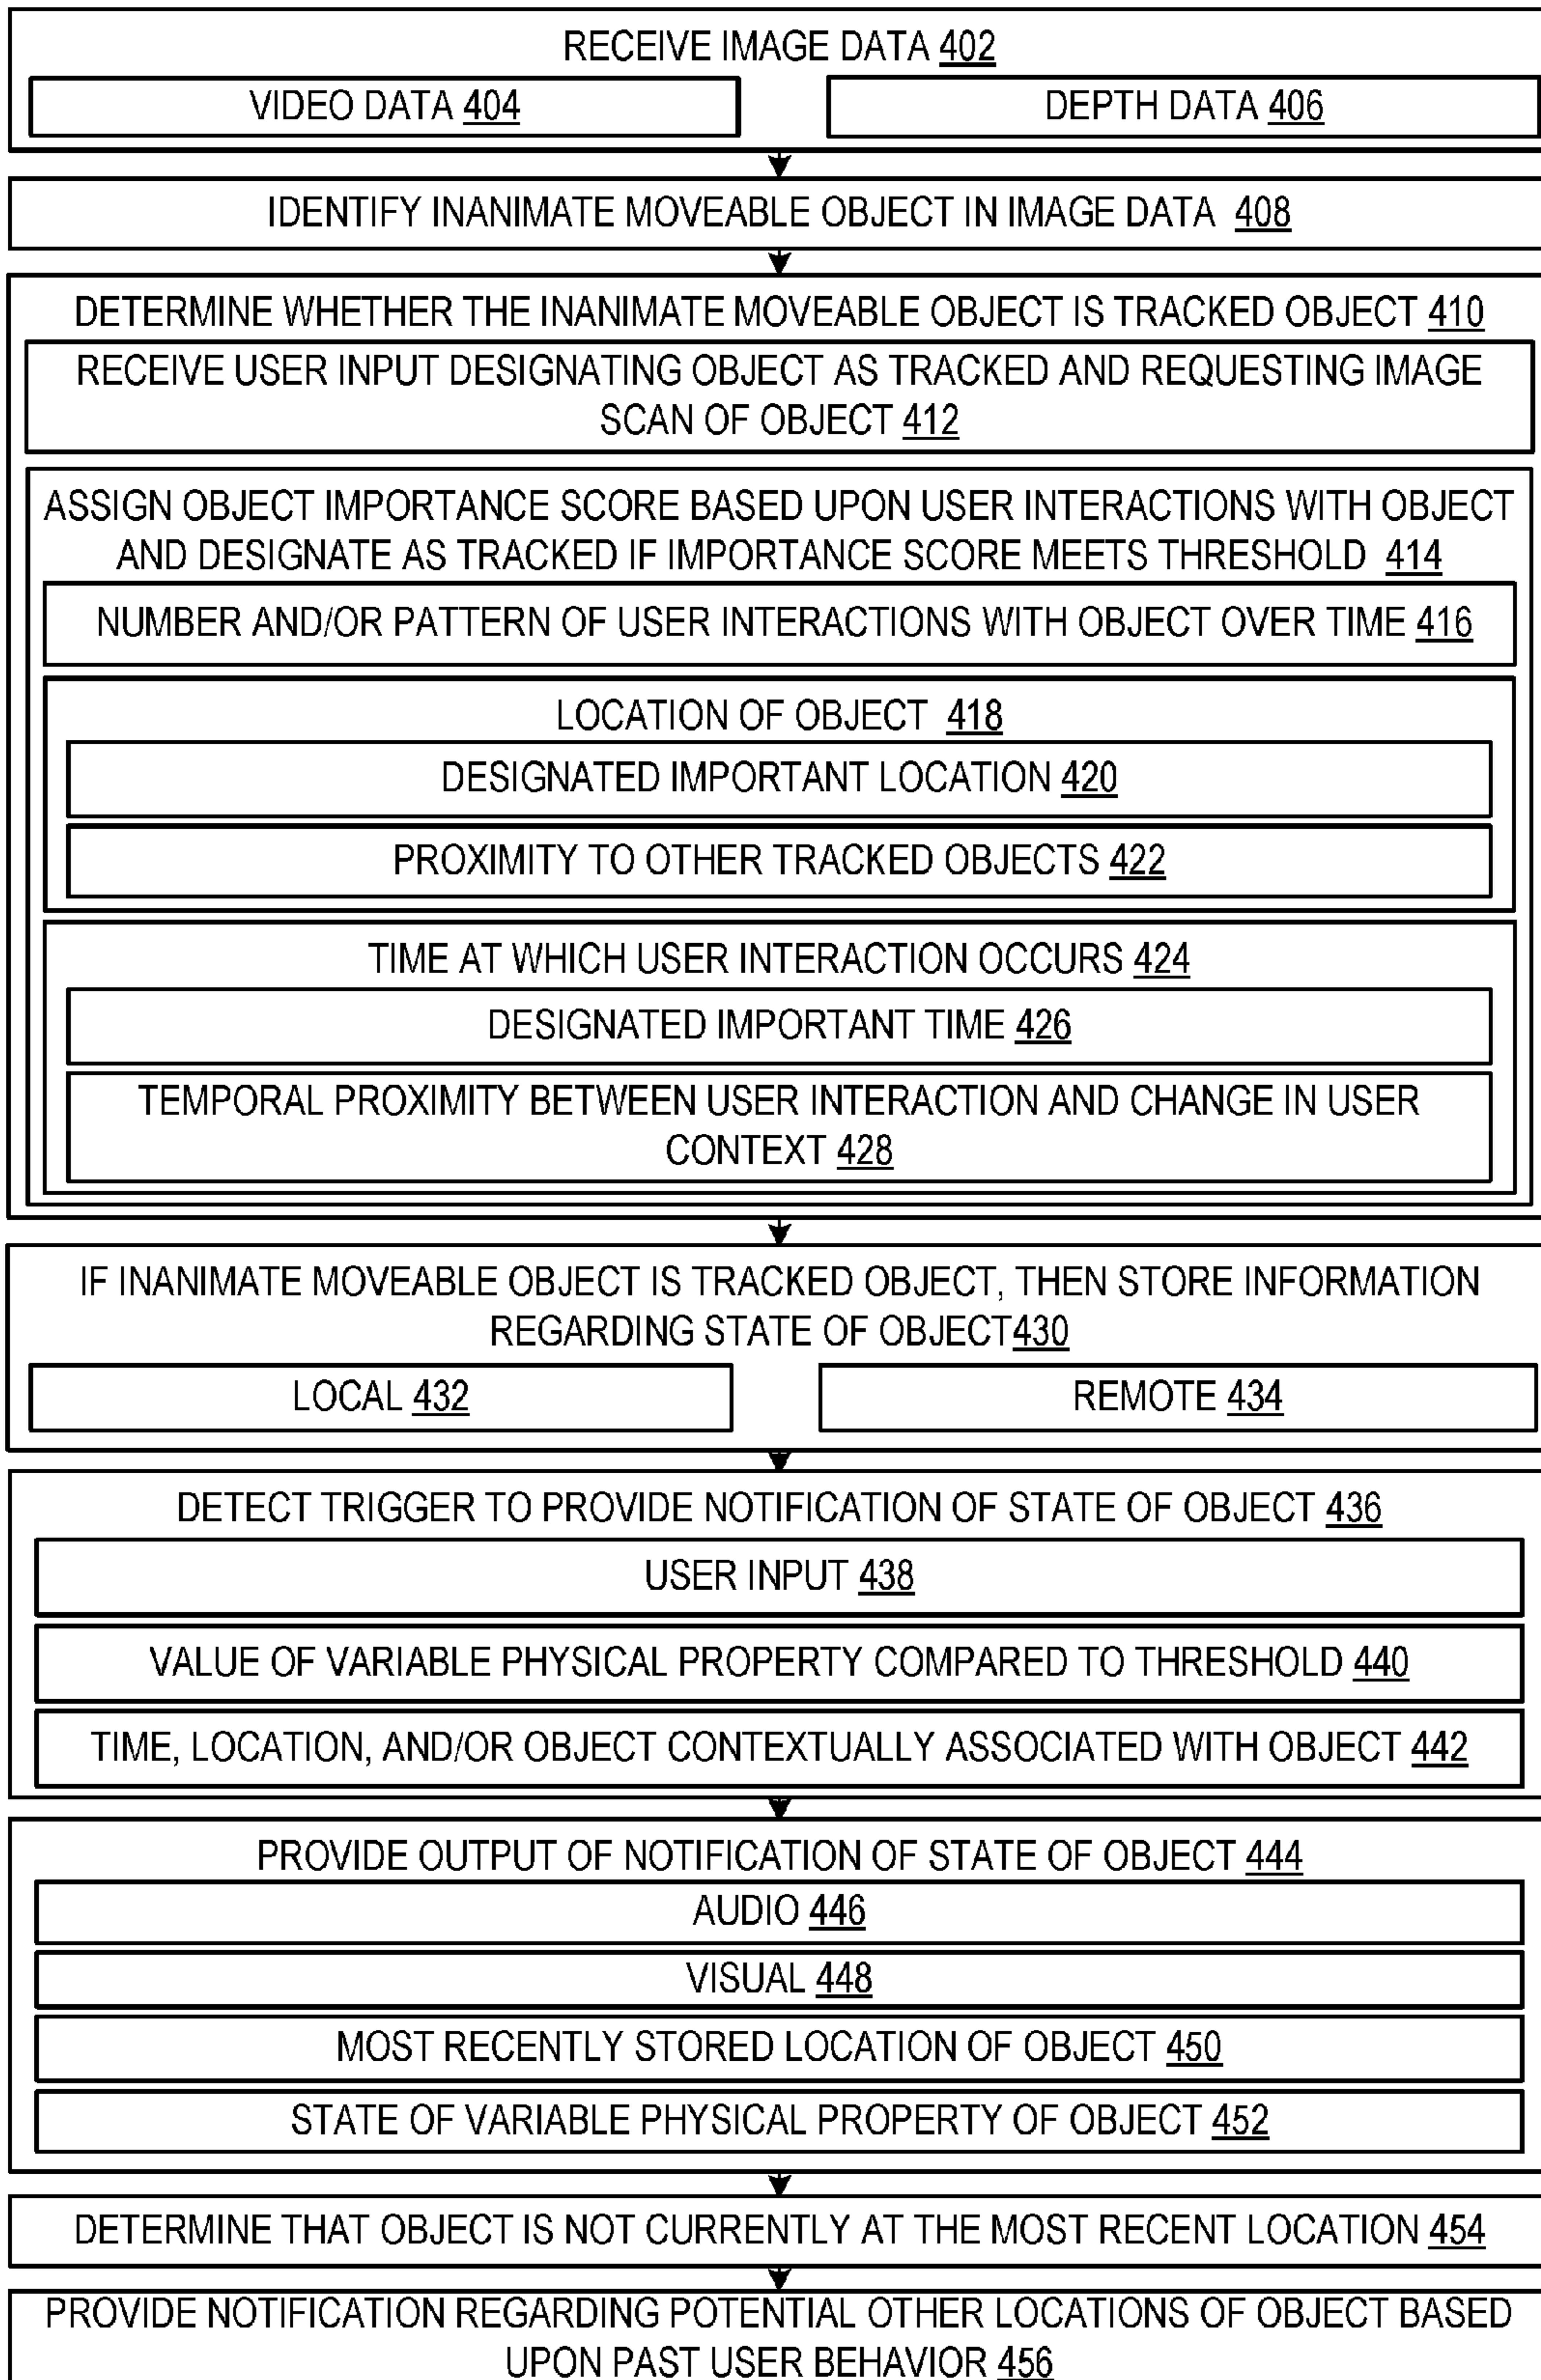 RECEIVE IMAGE DATA 402
VIDEO DATA 404
DEPTH DATA 406
IDENTIFY INANIMATE MOVEABLE OBJECT IN IMAGE DATA 408
DETERMINE WHETHER THE INANIMATE MOVEABLE OBJECT IS TRACKED OBJECT 410
RECEIVE USER INPUT DESIGNATING OBJECT AS TRACKED AND REQUESTING IMAGE
SCAN OF OBJECT 412
ASSIGN OBJECT IMPORTANCE SCORE BASED UPON USER INTERACTIONS WITH OBJECT
AND DESIGNATE AS TRACKED IF IMPORTANCE SCORE MEETS THRESHOLD 414
NUMBER AND/OR PATTERN OF USER INTERACTIONS WITH OBJECT OVER TIME 416
LOCATION OF OBJECT 418
DESIGNATED IMPORTANT LOCATION 420
PROXIMITY TO OTHER TRACKED OBJECTS 422
TIME AT WHICH USER INTERACTION OCCURS 424
DESIGNATED IMPORTANT TIME 426
TEMPORAL PROXIMITY BETWEEN USER INTERACTION AND CHANGE IN USER
CONTEXT 428
IF INANIMATE MOVEABLE OBJECT IS TRACKED OBJECT, THEN STORE INFORMATION
REGARDING STATE OF OBJECT430
LOCAL 432
REMOTE 434
DETECT TRIGGER TO PROVIDE NOTIFICATION OF STATE OF OBJECT 436
USER INPUT 438
VALUE OF VARIABLE PHYSICAL PROPERTY COMPARED TO THRESHOLD 440
TIME, LOCATION, AND/OR OBJECT CONTEXTUALLY ASSOCIATED WITH OBJECT 442
PROVIDE OUTPUT OF NOTIFICATION OF STATE OF OBJECT 444
AUDIO 446
VISUAL 448
MOST RECENTLY STORED LOCATION OF OBJECT 450
STATE OF VARIABLE PHYSICAL PROPERTY OF OBJECT 452
DETERMINE THAT OBJECT IS NOT CURRENTLY AT THE MOST RECENT LOCATION 454
PROVIDE NOTIFICATION REGARDING POTENTIAL OTHER LOCATIONS OF OBJECT BASED
UPON PAST USER BEHAVIOR 456